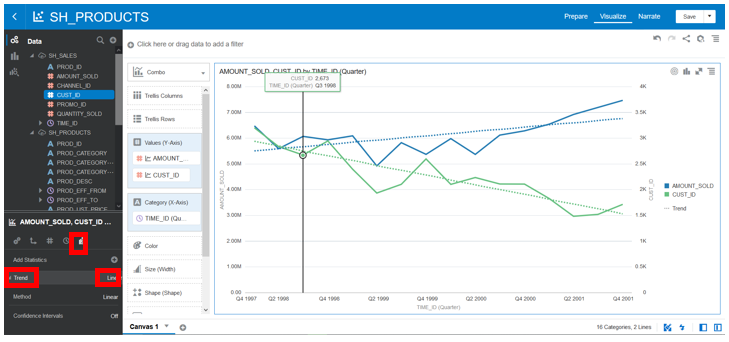 SH_PRODUCTS
Prepare Visualize Narrate Save
Data
Click here or drag data to add a filter
SH_SALES
PROD_ID
AMOUNT_SOLD
CHANNEL_ID
CUST_ID
PROMO_ID
QUANTITY_SOLD
TIME_ID
SH_PRODUCTS
PROD_ID
PROD_CATEGORY
PROD_CATEGORY···
PROD_DESC
PROD_EFF_FROM
PROD_EFF_TO
PROD_LIST_PRICE
Combo
Trellis Columns
Trellis Rows
Values (Y-Axis)
AMOUNT_...
CUST_ID
Category (X-Axis)
TIME_ID (Qu...
Color
Size (Width)
Shape (Shape)
AMOUNT_SOLD, CUST_ID by TIME_ID (Quarter)
CUST_ID 2,673
TIME_ID (Quarter) Q3 1998
8.00M
7.00M
6.00M
5.00M
4.00M
3.00M
2.00M
1.00M
0.00
AMOUNT_SOLD
4K
3.5K
3K
2.5K
2K
1.5K
1K
0.5K
0
CUST_ID
Q4 1997 Q2 1998 Q4 1998 Q2 1999 Q4 1999 Q2 2000 Q4 2000 Q2 2001 Q4 2001
TIME_ID (Quarter)
AMOUNT_SOLD
CUST_ID
Trend
AMOUNT_SOLD, CUST_ID ...
Add Statistics
Trend Line
Method Linear
Confidence Intervals Off
Canvas 1
16 Categories, 2 Lines